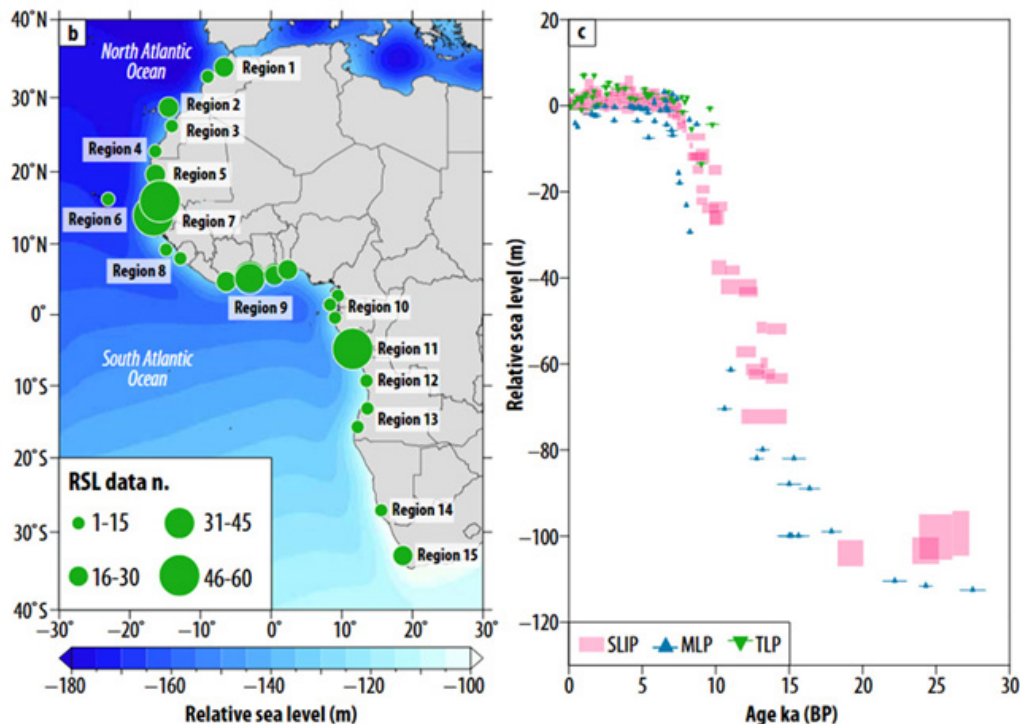 b
North Atlantic
Ocean
South Atlantic
Ocean
Region 1
Region 2
Region 3
Region 4
Region 5
Region 6
Region 7
Region 8
Region 9
Region 10
Region 11
Region 12
Region 13
Region 14
Region 15
RSL data n.
1-15
31-45
16-30
46-60
40˚N
30˚N
20˚N
10˚N
0˚
10˚S
20˚S
30˚S
40˚S
−30˚
−20˚
−10˚
0˚
10˚
20˚
30˚
−180
−160
−140
−120
−100
Relative sea level (m)
c
Relative sea level (m)
20
0
−20
−40
−60
−80
−100
−120
−130
SLIP
MLP
TLP
0
5
10
15
20
25
30
Age ka (BP)